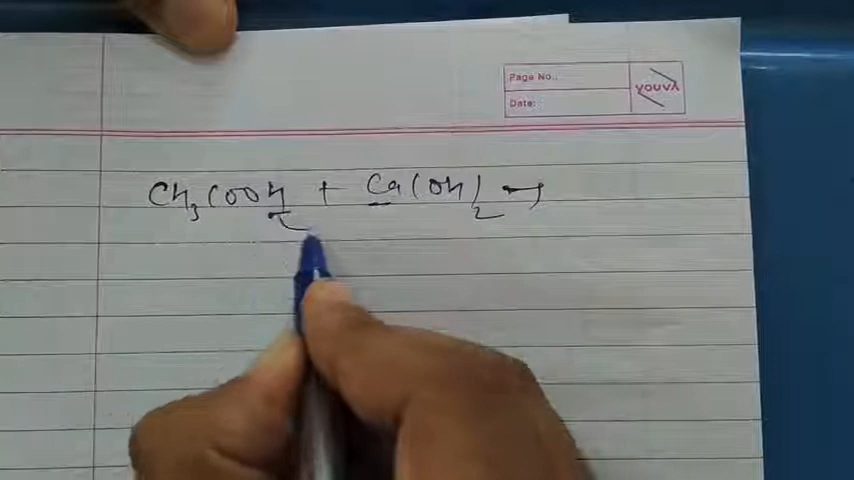 Page No.:
Date:
YOUVA
CH₃COOH + Ca(OH)₂ →